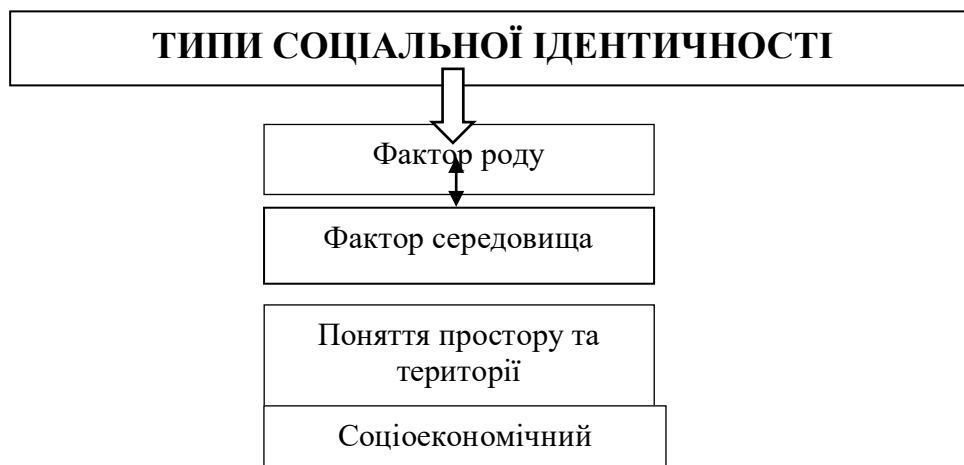 ТИПИ СОЦІАЛЬНОЇ ІДЕНТИЧНОСТІ
Фактор роду
Фактор середовища
Поняття простору та
території
Соціоекономічний